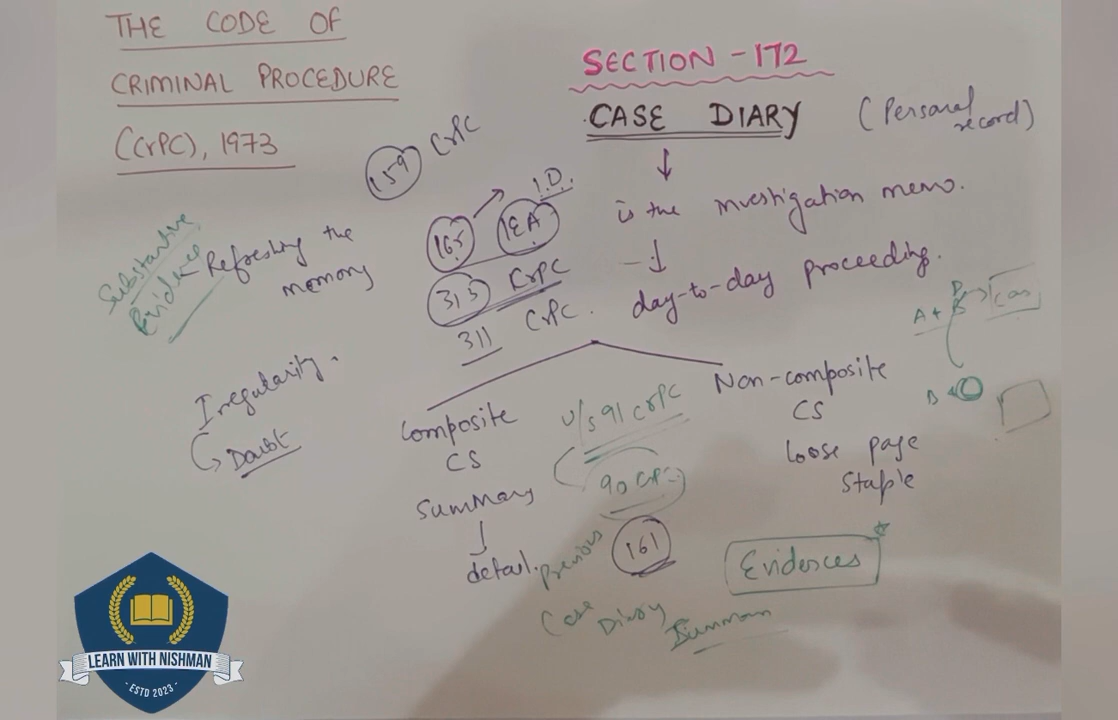 THE CODE OF
CRIMINAL PROCEDURE
(CrPC), 1973
SECTION - 172
CASE DIARY (Personal record)
↓
is the investigation memo.
↓
day-to-day proceeding.
159 CrPC
165 → I.D.
IEA
313 CrPC
311 CrPC.
Substantive
Evidence
Refreshing the
memory
Irregularity.
Doubt
Composite
CS
Summary
↓
detail.
Non-composite
CS
Loose page
Staple
u/s 91 CrPC
90 CrPC
161
Previous
Case Diary
Evidences
A +
B
LEARN WITH NISHMAN
- ESTD 2023 -